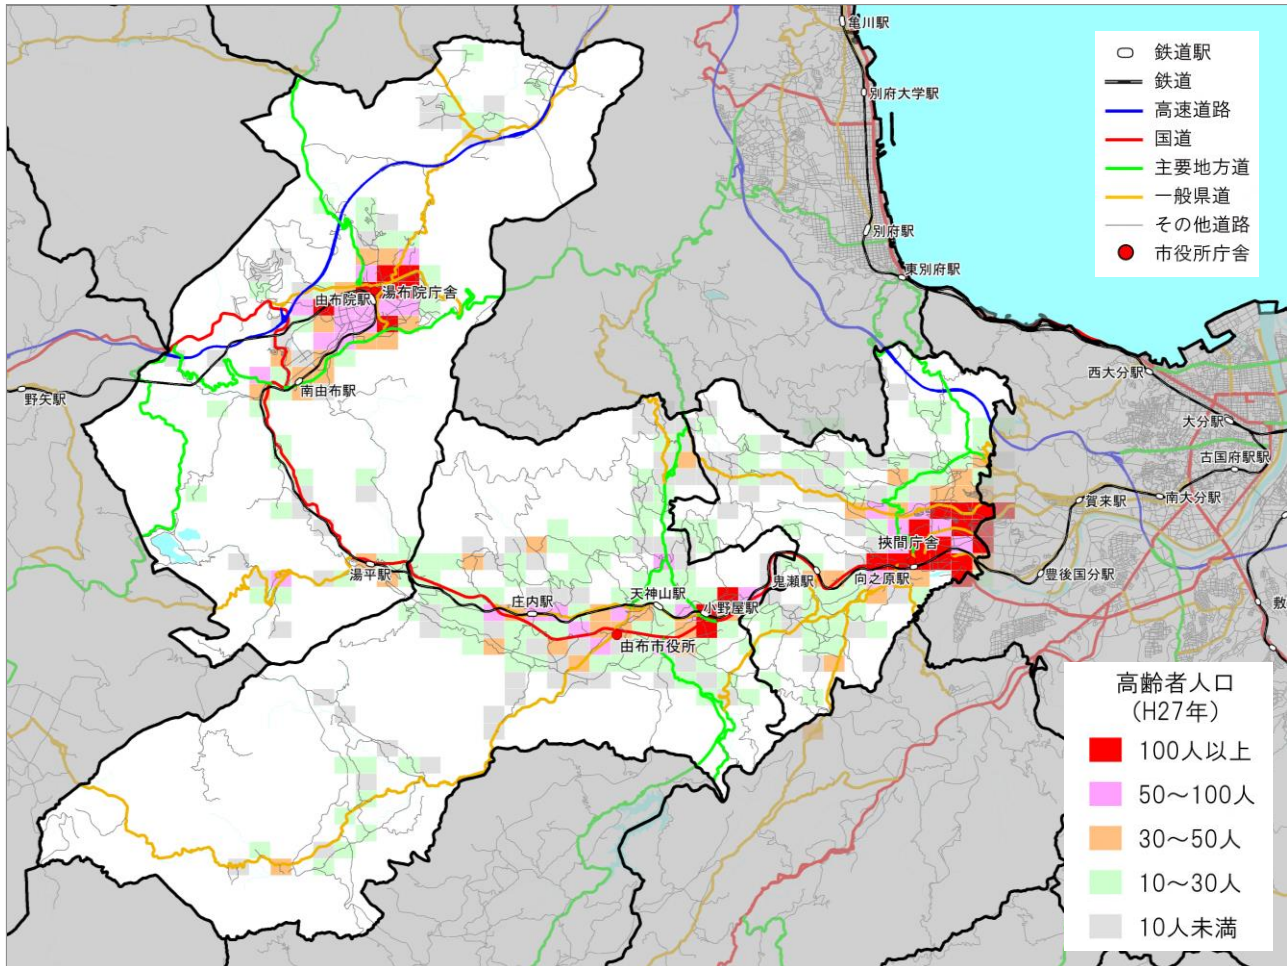 亀川駅
別府大学駅
別府駅
東別府駅
鉄道駅
鉄道
高速道路
国道
主要地方道
一般県道
その他道路
市役所庁舎
由布院駅
湯布院庁舎
野矢駅
南由布駅
西大分駅
大分駅
古国府駅駅
賀来駅
南大分駅
挾間庁舎
豊後国分駅
湯平駅
鬼瀬駅
向之原駅
庄内駅
天神山駅
小野屋駅
敷
由布市役所
高齢者人口
(H27年)
100人以上
50~100人
30~50人
10~30人
10人未満